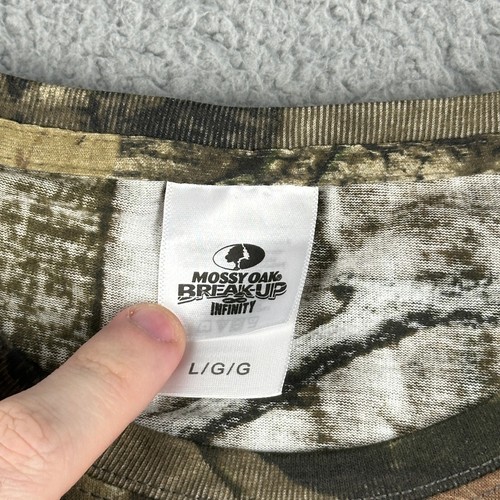 MOSSY OAK
BREAK-UP
INFINITY
L/G/G